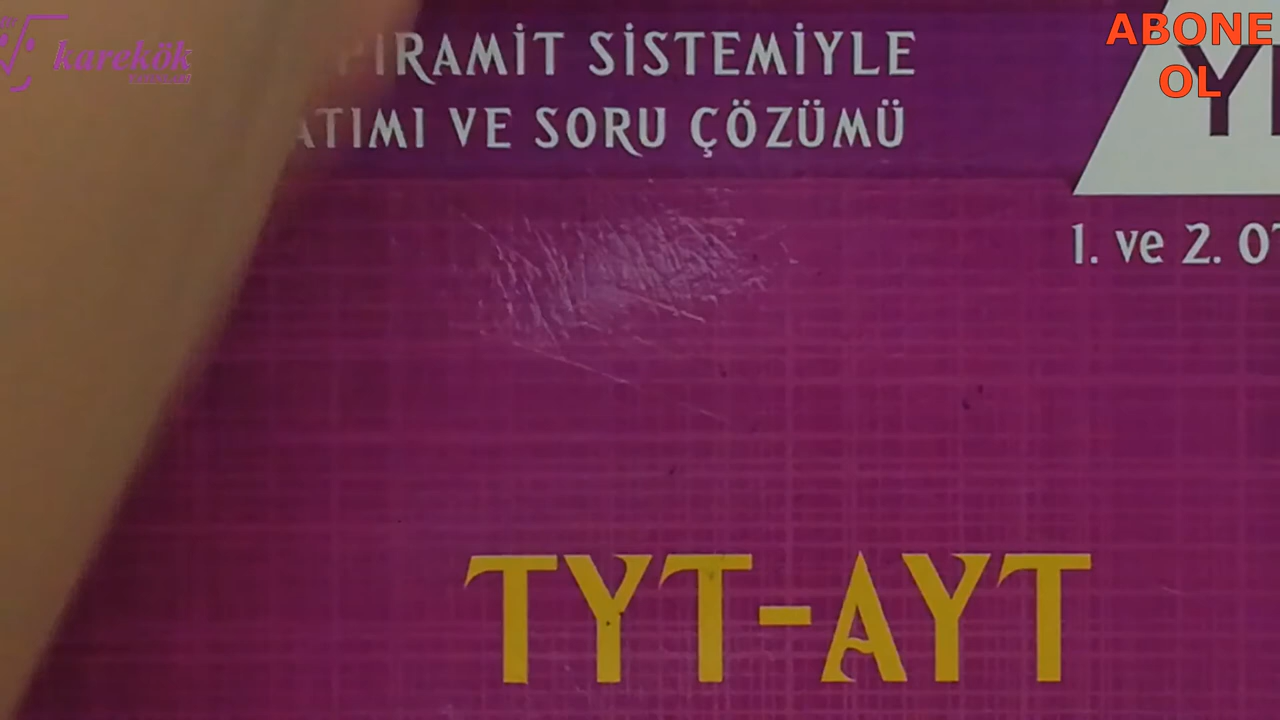 karekök
PİRAMİT SİSTEMİYLE
ATIMI VE SORU ÇÖZÜMÜ
ABONE
OL
1. ve 2.
TYT-AYT